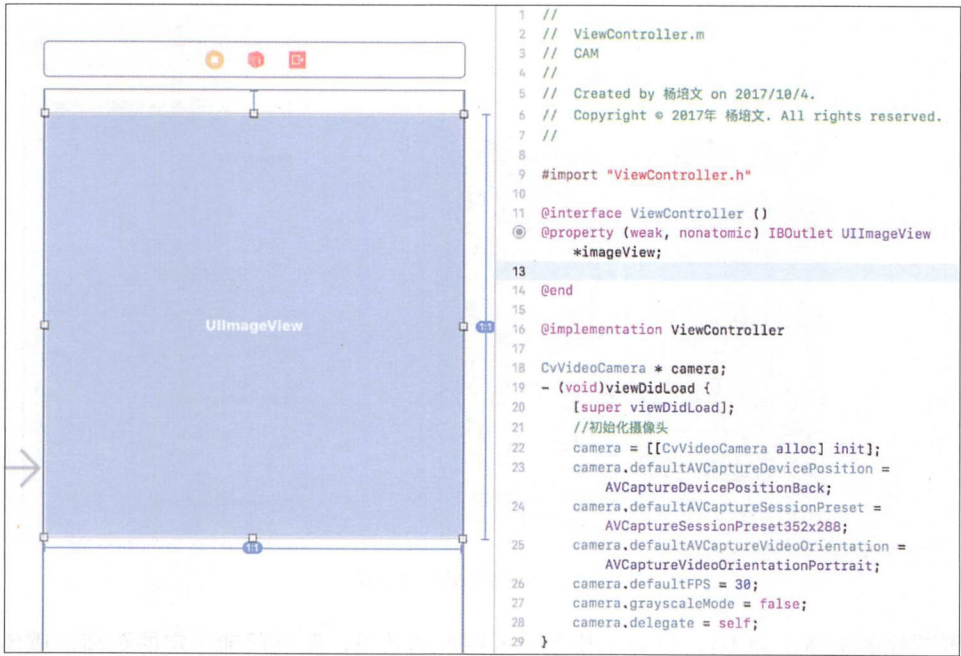 UIImageView
1:1
1:1
1 //
2 // ViewController.m
3 // CAM
4 //
5 // Created by 杨培文 on 2017/10/4.
6 // Copyright © 2017年 杨培文. All rights reserved.
7 //
8
9 #import "ViewController.h"
10
11 @interface ViewController ()
@property (weak, nonatomic) IBOutlet UIImageView
*imageView;
13
14 @end
15
16 @implementation ViewController
17
18 CvVideoCamera * camera;
19 - (void)viewDidLoad {
20 [super viewDidLoad];
21 //初始化摄像头
22 camera = [[CvVideoCamera alloc] init];
23 camera.defaultAVCaptureDevicePosition =
AVCaptureDevicePositionBack;
24 camera.defaultAVCaptureSessionPreset =
AVCaptureSessionPreset352x288;
25 camera.defaultAVCaptureVideoOrientation =
AVCaptureVideoOrientationPortrait;
26 camera.defaultFPS = 30;
27 camera.grayscaleMode = false;
28 camera.delegate = self;
29 }